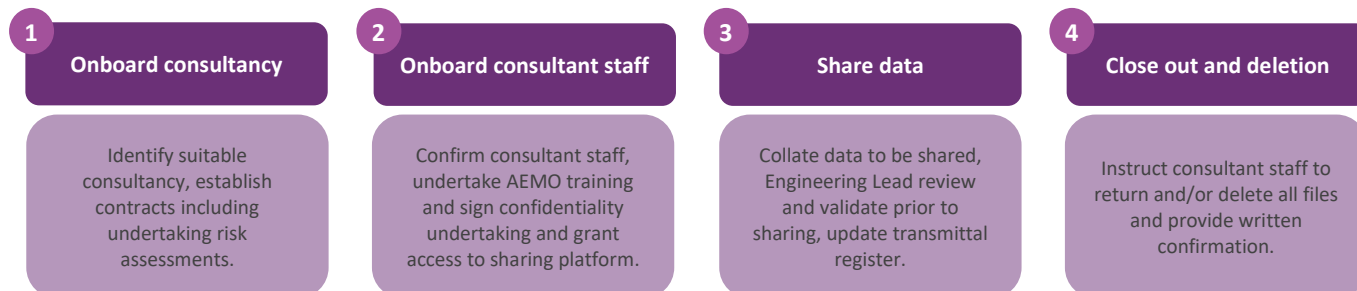 1
Onboard consultancy
Identify suitable
consultancy, establish
contracts including
undertaking risk
assessments.
2
Onboard consultant staff
Confirm consultant staff,
undertake AEMO training
and sign confidentiality
undertaking and grant
access to sharing platform.
3
Share data
Collate data to be shared,
Engineering Lead review
and validate prior to
sharing, update transmittal
register.
4
Close out and deletion
Instruct consultant staff to
return and/or delete all files
and provide written
confirmation.